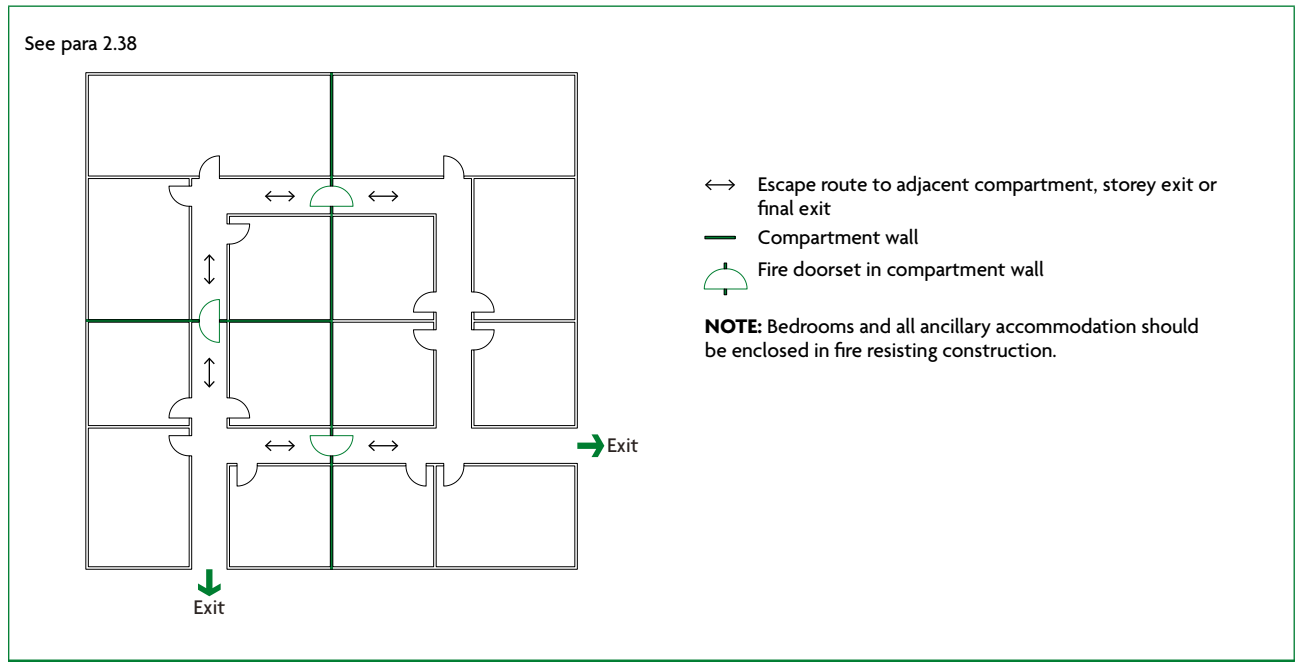 See para 2.38
Escape route to adjacent compartment, storey exit or
final exit
Compartment wall
Fire doorset in compartment wall
NOTE: Bedrooms and all ancillary accommodation should
be enclosed in fire resisting construction.
Exit
Exit